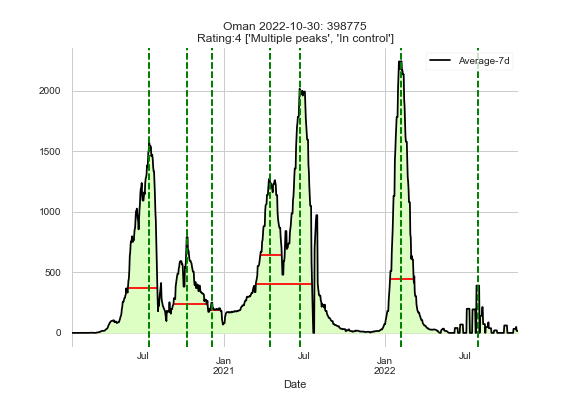 Oman 2022-10-30: 398775
Rating:4 ['Multiple peaks', 'In control']
Average-7d
2000
1500
1000
500
0
Jul
Jan
2021
Jul
Jan
2022
Jul
Date